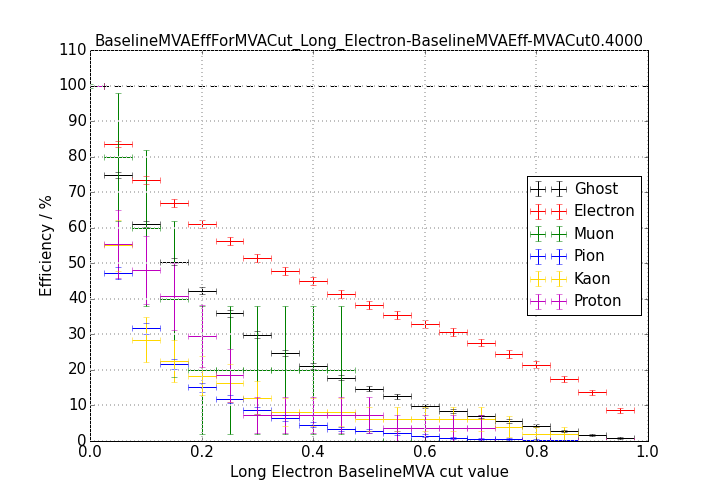 BaselineMVAEffForMVACut_Long_Electron-BaselineMVAEff-MVACut0.4000
110
100
90
80
70
60
50
40
30
20
10
0
Efficiency / %
Ghost
Electron
Muon
Pion
Kaon
Proton
0.0 0.2 0.4 0.6 0.8 1.0
Long Electron BaselineMVA cut value